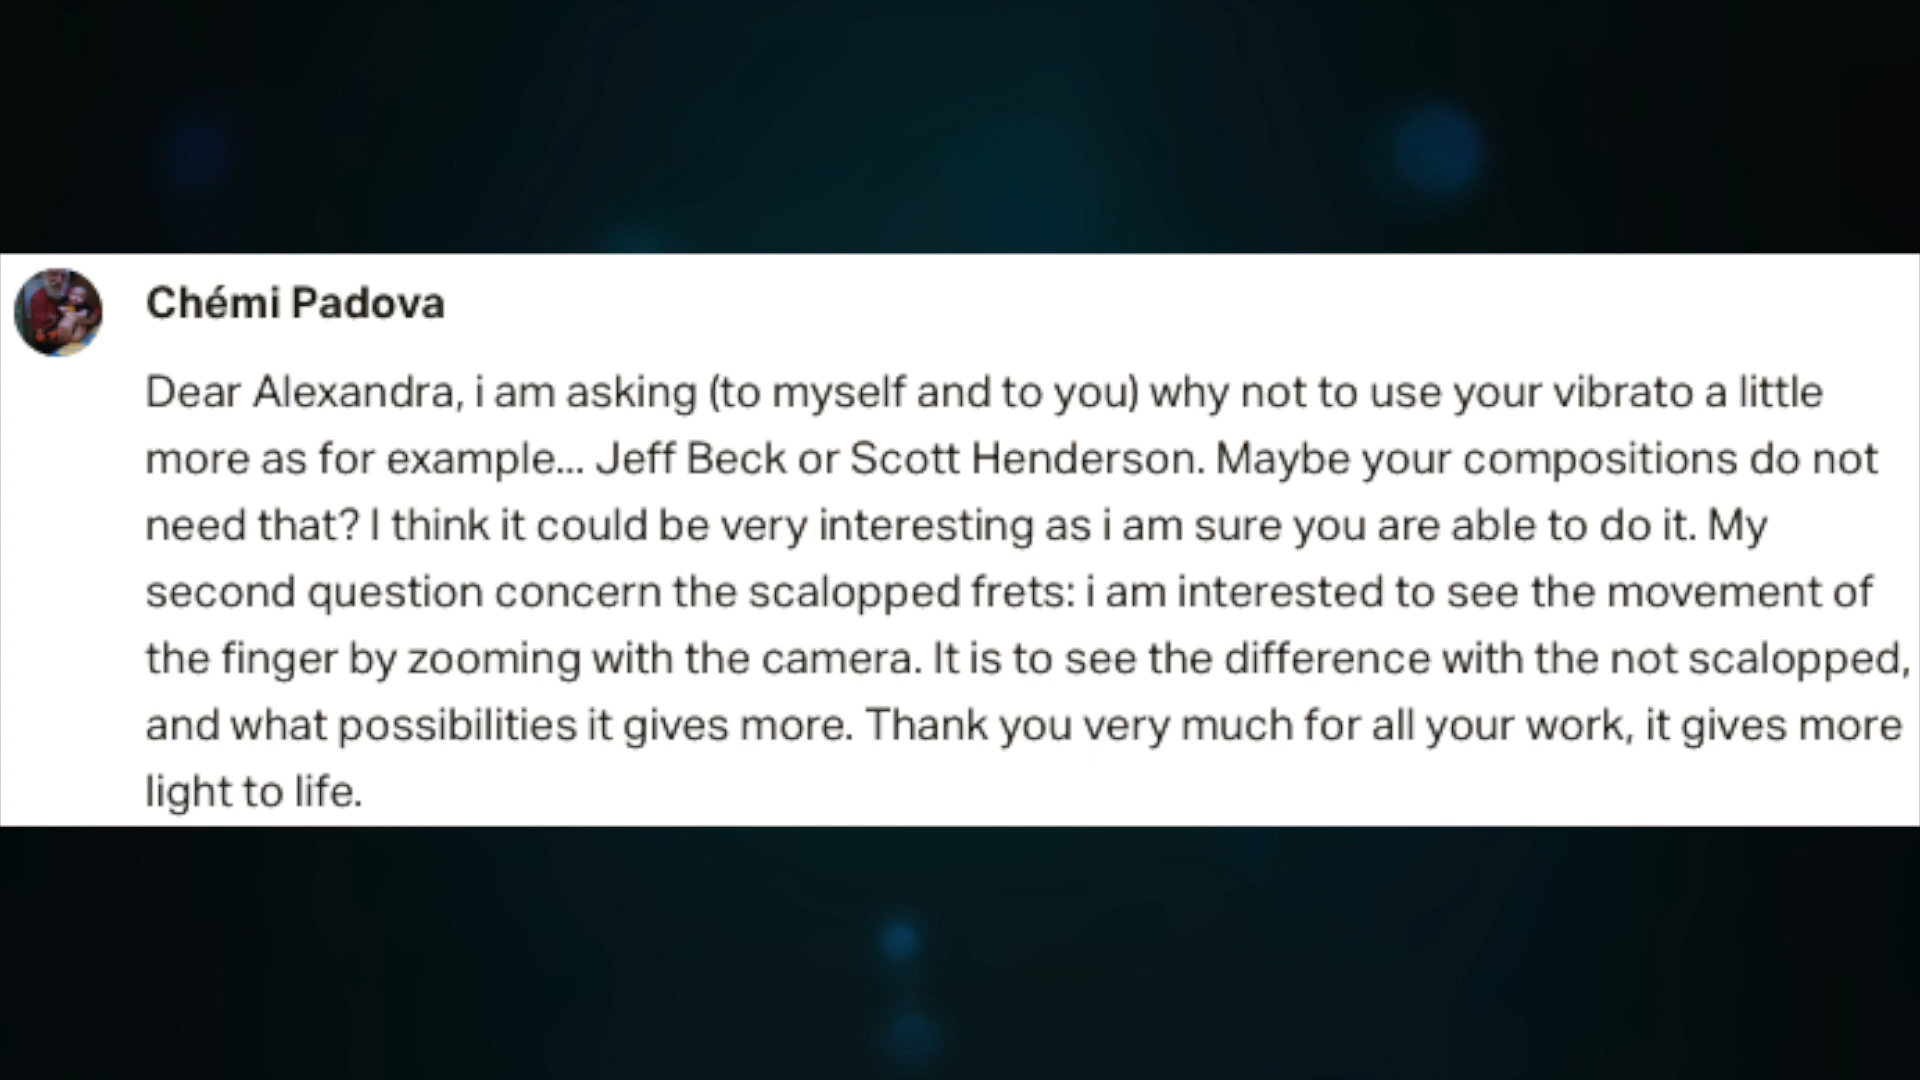 Chémi Padova
Dear Alexandra, i am asking (to myself and to you) why not to use your vibrato a little
more as for example... Jeff Beck or Scott Henderson. Maybe your compositions do not
need that? I think it could be very interesting as i am sure you are able to do it. My
second question concern the scalopped frets: i am interested to see the movement of
the finger by zooming with the camera. It is to see the difference with the not scalopped,
and what possibilities it gives more. Thank you very much for all your work, it gives more
light to life.